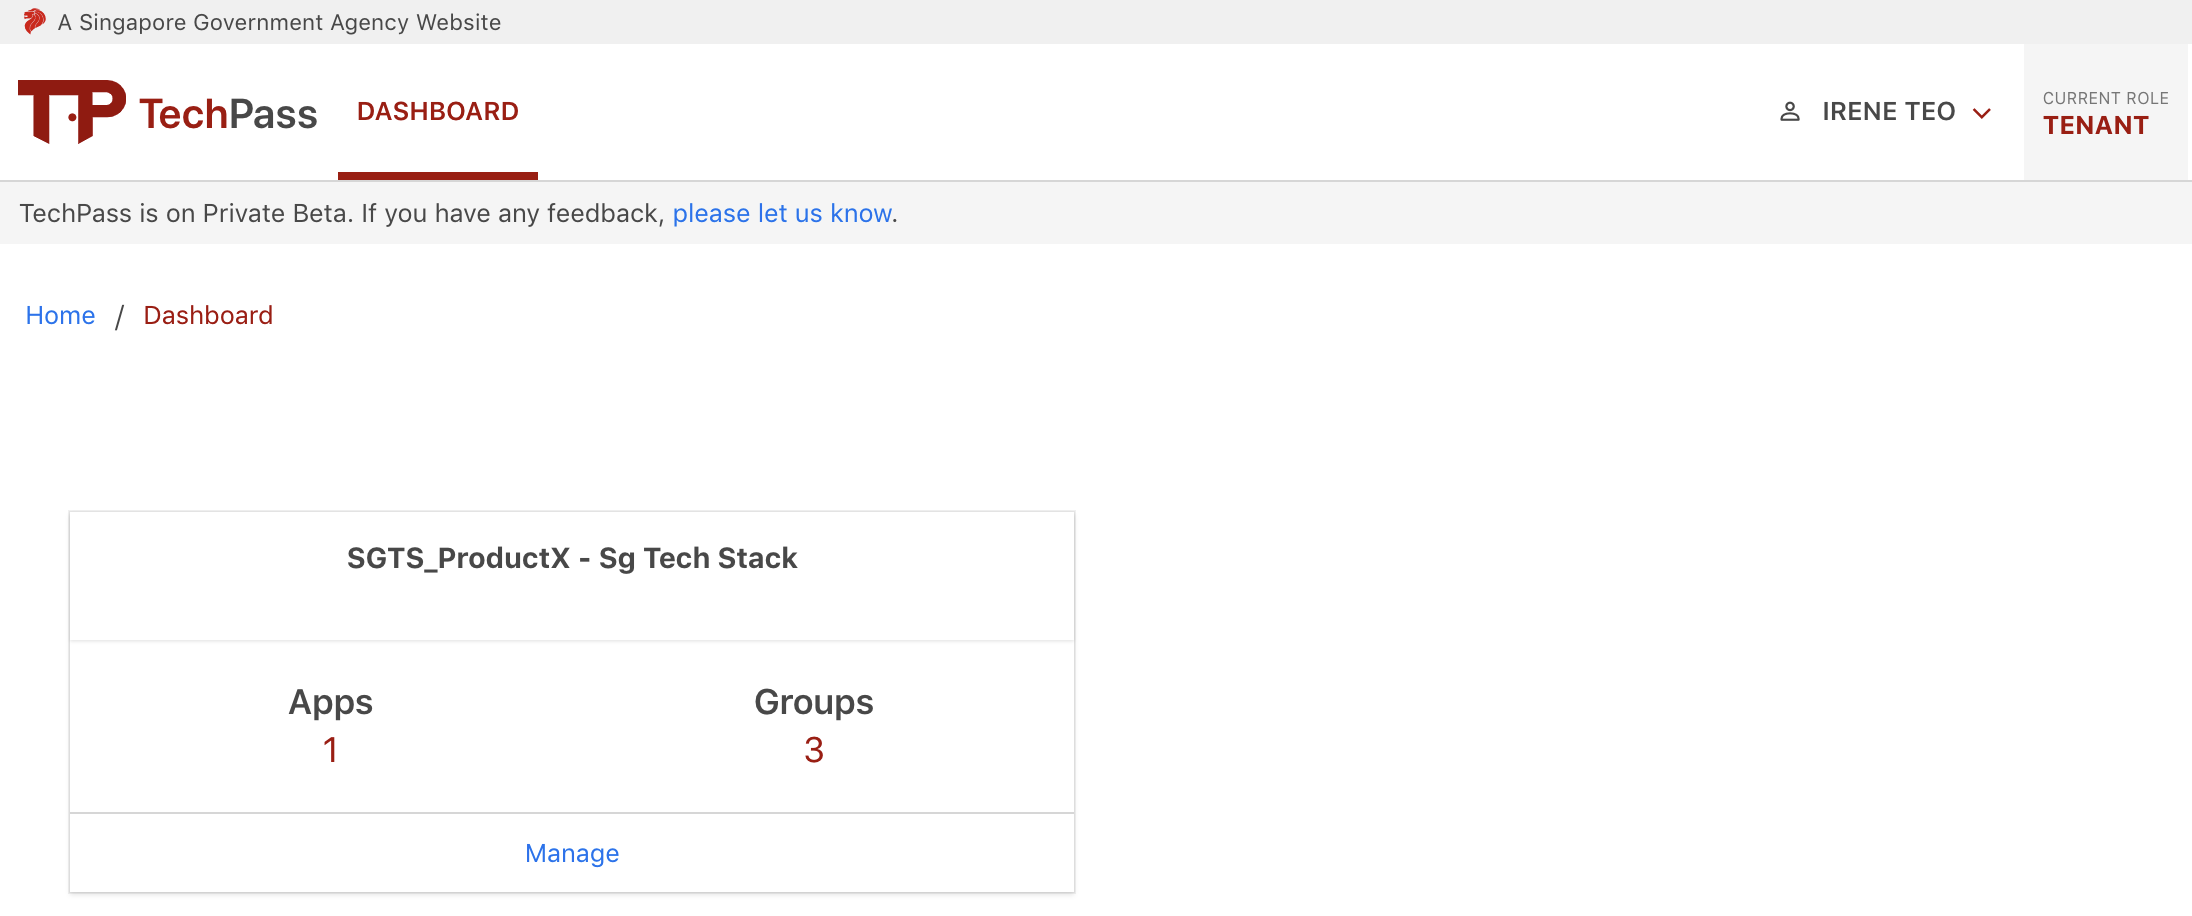 A Singapore Government Agency Website
TP TechPass DASHBOARD IRENE TEO CURRENT ROLE
TENANT
TechPass is on Private Beta. If you have any feedback, please let us know.
Home / Dashboard
SGTS_ProductX - Sg Tech Stack
Apps Groups
1 3
Manage